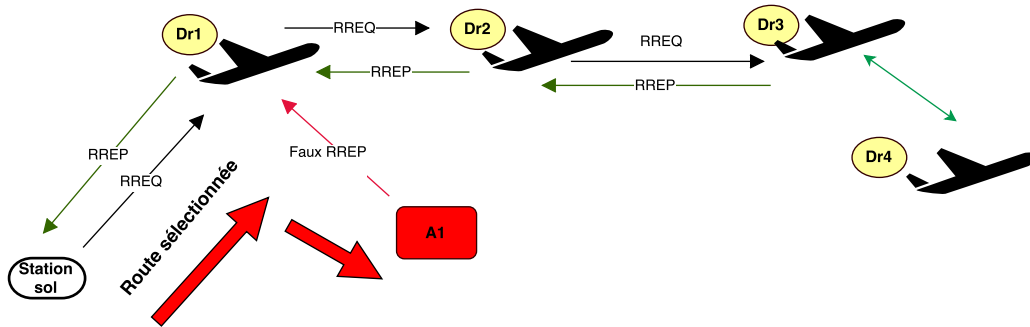 Dr1
RREQ
Dr2
RREQ
Dr3
RREP
RREP
Dr4
Faux RREP
RREP
RREQ
Route sélectionnée
A1
Station
sol